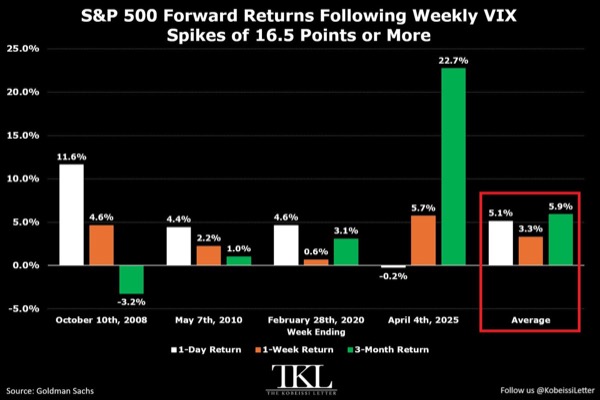 S&P 500 Forward Returns Following Weekly VIX
Spikes of 16.5 Points or More
25.0%
20.0%
15.0%
10.0%
5.0%
0.0%
-5.0%
11.6%
4.6%
-3.2%
4.4%
2.2%
1.0%
4.6%
0.6%
3.1%
-0.2%
5.7%
22.7%
5.1%
3.3%
5.9%
October 10th, 2008
May 7th, 2010
February 28th, 2020
April 4th, 2025
Average
Week Ending
1-Day Return
1-Week Return
3-Month Return
Source: Goldman Sachs
TKL
THE KOBEISSI LETTER
Follow us @KobeissiLetter